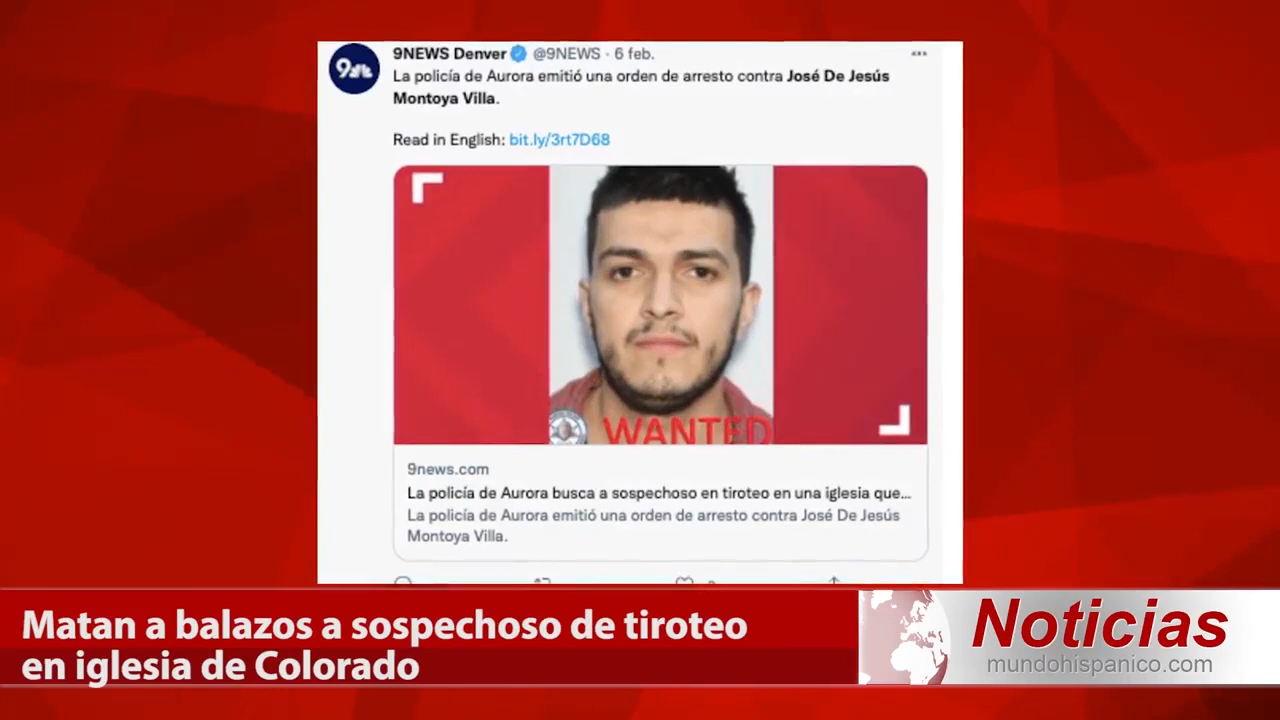 9NEWS Denver @9NEWS · 6 feb.
La policía de Aurora emitió una orden de arresto contra José De Jesús
Montoya Villa.
Read in English: bit.ly/3rt7D68
WANTED
9news.com
La policía de Aurora busca a sospechoso en tiroteo en una iglesia que...
La policía de Aurora emitió una orden de arresto contra José De Jesús
Montoya Villa.
Matan a balazos a sospechoso de tiroteo
en iglesia de Colorado
Noticias
mundohispanico.com